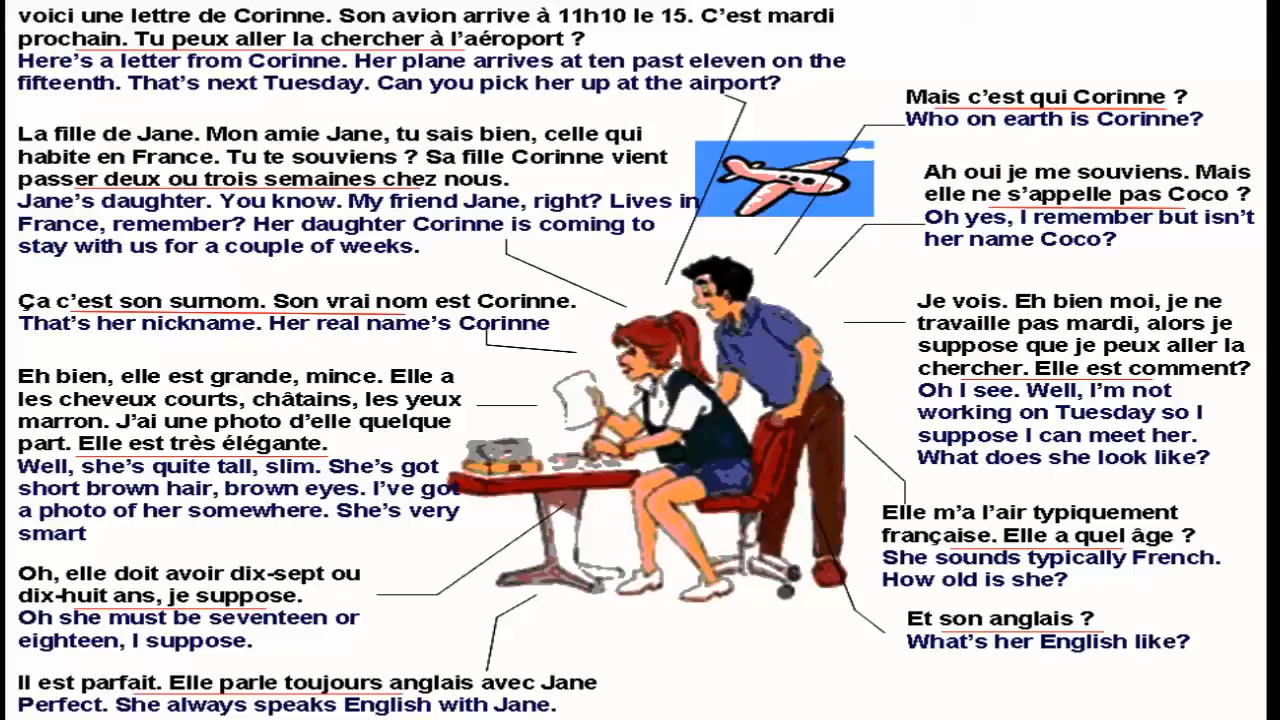 voici une lettre de Corinne. Son avion arrive à 11h10 le 15. C'est mardi
prochain. Tu peux aller la chercher à l'aéroport ?
Here's a letter from Corinne. Her plane arrives at ten past eleven on the
fifteenth. That's next Tuesday. Can you pick her up at the airport?
Mais c'est qui Corinne ?
Who on earth is Corinne?
La fille de Jane. Mon amie Jane, tu sais bien, celle qui
habite en France. Tu te souviens ? Sa fille Corinne vient
passer deux ou trois semaines chez nous.
Jane's daughter. You know. My friend Jane, right? Lives in
France, remember? Her daughter Corinne is coming to
stay with us for a couple of weeks.
Ah oui je me souviens. Mais
elle ne s'appelle pas Coco ?
Oh yes, I remember but isn't
her name Coco?
Ça c'est son surnom. Son vrai nom est Corinne.
That's her nickname. Her real name's Corinne
Je vois. Eh bien moi, je ne
travaille pas mardi, alors je
suppose que je peux aller la
chercher. Elle est comment?
Oh I see. Well, I'm not
working on Tuesday so I
suppose I can meet her.
What does she look like?
Eh bien, elle est grande, mince. Elle a
les cheveux courts, châtains, les yeux
marron. J'ai une photo d'elle quelque
part. Elle est très élégante.
Well, she's quite tall, slim. She's got
short brown hair, brown eyes. I've got
a photo of her somewhere. She's very
smart
Elle m'a l'air typiquement
française. Elle a quel âge ?
She sounds typically French.
How old is she?
Oh, elle doit avoir dix-sept ou
dix-huit ans, je suppose.
Oh she must be seventeen or
eighteen, I suppose.
Et son anglais ?
What's her English like?
Il est parfait. Elle parle toujours anglais avec Jane
Perfect. She always speaks English with Jane.